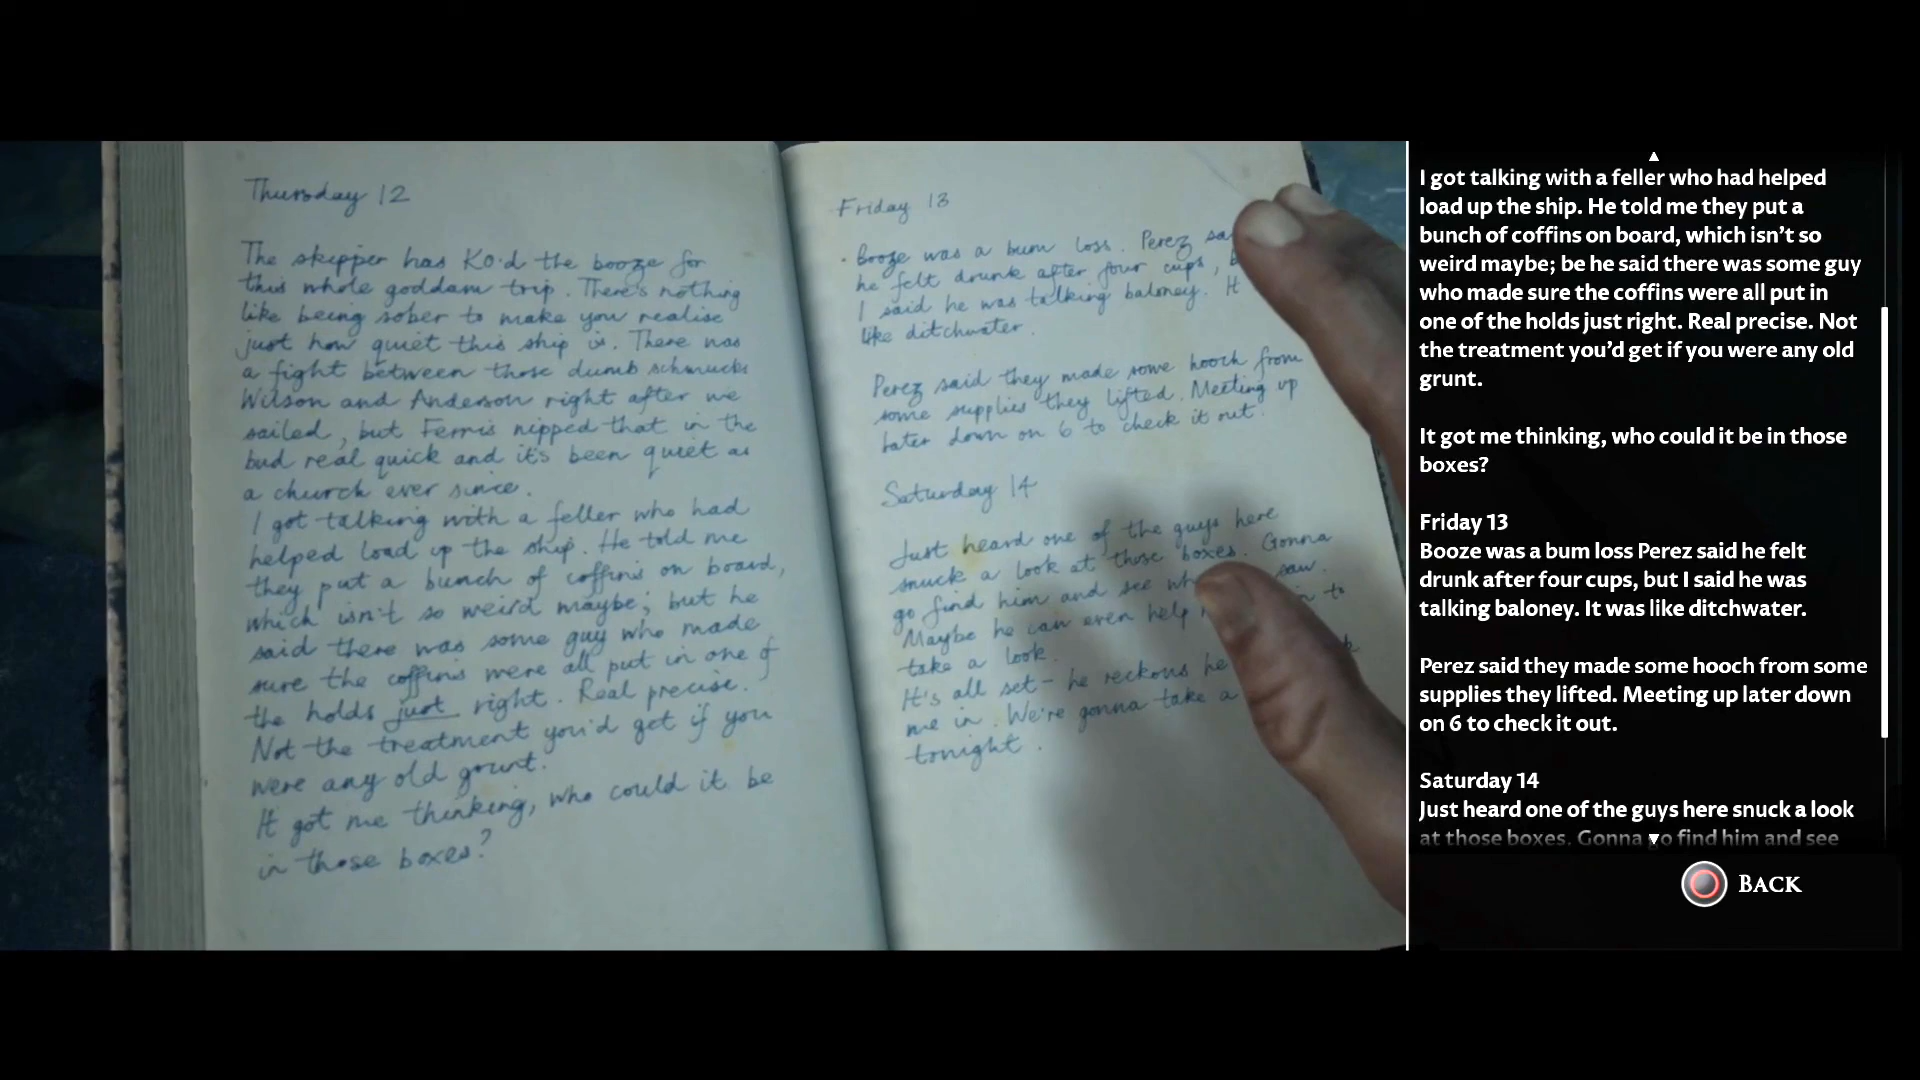 Thursday 12
The skipper has KO.d the booze for
this whole goddam trip. There's nothing
like being sober to make you realise
just how quiet this ship is. There was
a fight between those dumb schmucks
Wilson and Anderson right after we
sailed, but Ferris nipped that in the
bud real quick and it's been quiet as
a church ever since.
I got talking with a feller who had
helped load up the ship. He told me
they put a bunch of coffins on board,
which isn't so weird maybe; but he
said there was some guy who made
sure the coffins were all put in one of
the holds just right. Real precise.
Not the treatment you'd get if you
were any old grunt.
It got me thinking, who could it be
in those boxes?
Friday 13
. Booze was a bum loss. Perez
he felt drunk after four cups,
I said he was talking baloney. It
like ditchwater.
Perez said they made some hooch from
some supplies they lifted. Meeting up
later down on 6 to check it out.
Saturday 14
Just heard one of the guys here
snuck a look at those boxes. Gonna
go find him and see saw.
Maybe he can even help in to
take a look.
It's all set - he reckons he
me in. We're gonna take a
tonight.
I got talking with a feller who had helped
load up the ship. He told me they put a
bunch of coffins on board, which isn't so
weird maybe; be he said there was some guy
who made sure the coffins were all put in
one of the holds just right. Real precise. Not
the treatment you'd get if you were any old
grunt.
It got me thinking, who could it be in those
boxes?
Friday 13
Booze was a bum loss Perez said he felt
drunk after four cups, but I said he was
talking baloney. It was like ditchwater.
Perez said they made some hooch from some
supplies they lifted. Meeting up later down
on 6 to check it out.
Saturday 14
Just heard one of the guys here snuck a look
at those boxes. Gonna go find him and see
BACK